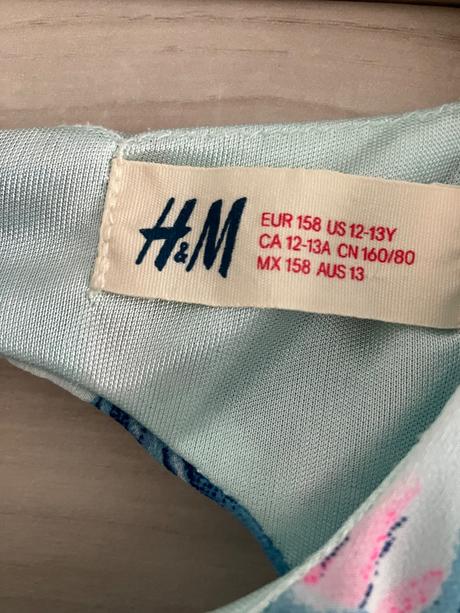 H&M
EUR 158 US 12-13Y
CA 12-13A CN 160/80
MX 158 AUS 13